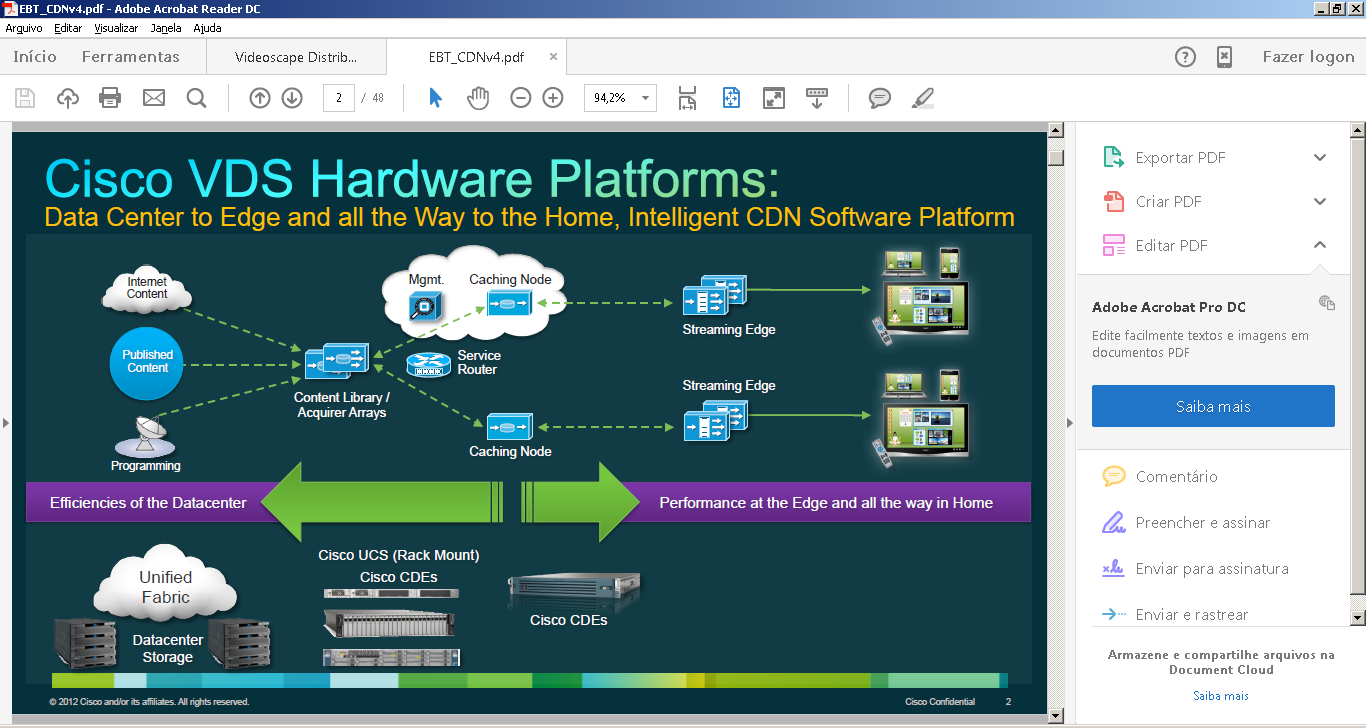 EBT_CDNv4.pdf - Adobe Acrobat Reader DC
Arquivo Editar Visualizar Janela Ajuda
Início Ferramentas Videoscape Distrib... EBT_CDNv4.pdf × Fazer logon
2 / 48 94,2%
Cisco VDS Hardware Platforms:
Data Center to Edge and all the Way to the Home, Intelligent CDN Software Platform
Internet
Content
Published
Content
Programming
Content Library /
Acquirer Arrays
Mgmt. Caching Node
Service
Router
Caching Node
Streaming Edge
Streaming Edge
Efficiencies of the Datacenter
Performance at the Edge and all the way in Home
Unified
Fabric
Datacenter
Storage
Cisco UCS (Rack Mount)
Cisco CDEs
Cisco CDEs
© 2012 Cisco and/or its affiliates. All rights reserved. Cisco Confidential 2
Exportar PDF
Criar PDF
Editar PDF
Adobe Acrobat Pro DC
Edite facilmente textos e imagens em
documentos PDF
Saiba mais
Comentário
Preencher e assinar
Enviar para assinatura
Enviar e rastrear
Armazene e compartilhe arquivos na
Document Cloud
Saiba mais